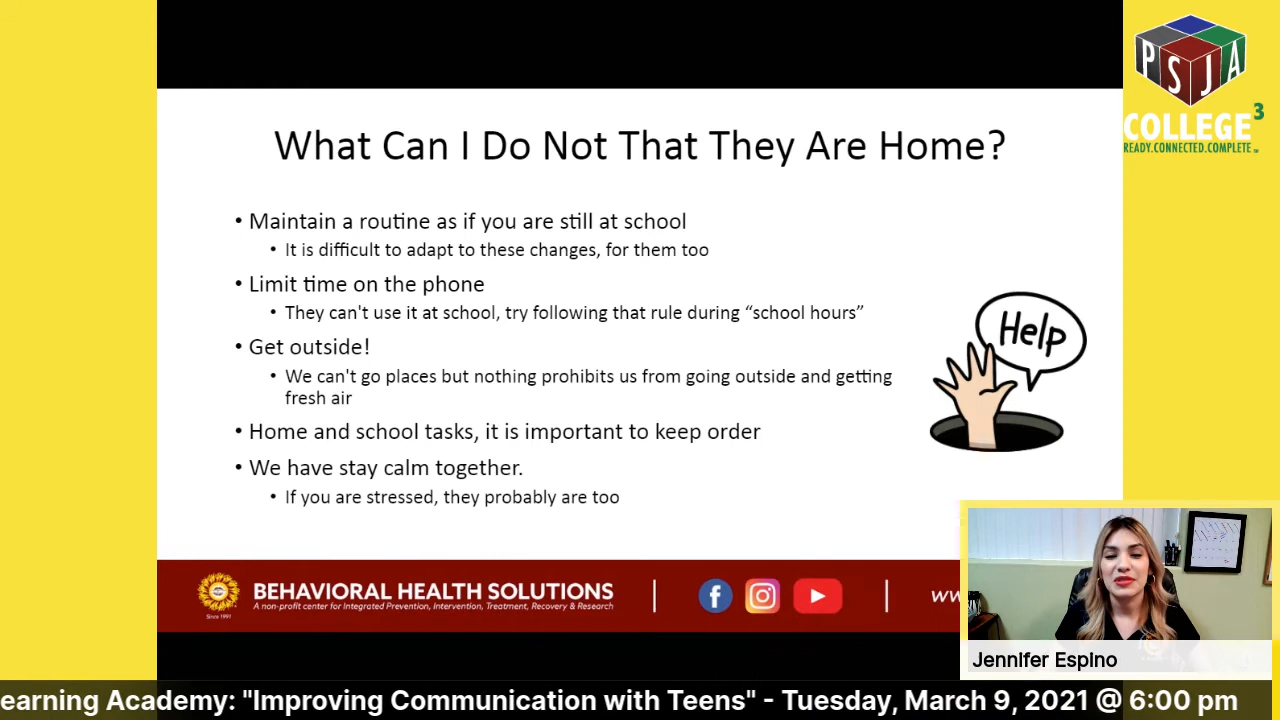 What Can I Do Not That They Are Home?
• Maintain a routine as if you are still at school
• It is difficult to adapt to these changes, for them too
• Limit time on the phone
• They can't use it at school, try following that rule during “school hours”
• Get outside!
• We can't go places but nothing prohibits us from going outside and getting
fresh air
• Home and school tasks, it is important to keep order
• We have stay calm together.
• If you are stressed, they probably are too
Help
PSJA
COLLEGE³
READY.CONNECTED.COMPLETE
BEHAVIORAL HEALTH SOLUTIONS
A non-profit center for Integrated Prevention, Intervention, Treatment, Recovery & Research
Since 1991
Jennifer Espino
earning Academy: "Improving Communication with Teens" - Tuesday, March 9, 2021 @ 6:00 pm